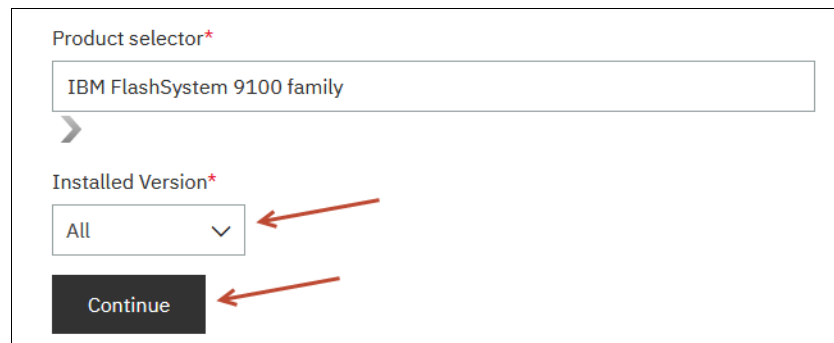 Product selector*
IBM FlashSystem 9100 family
Installed Version*
All
Continue